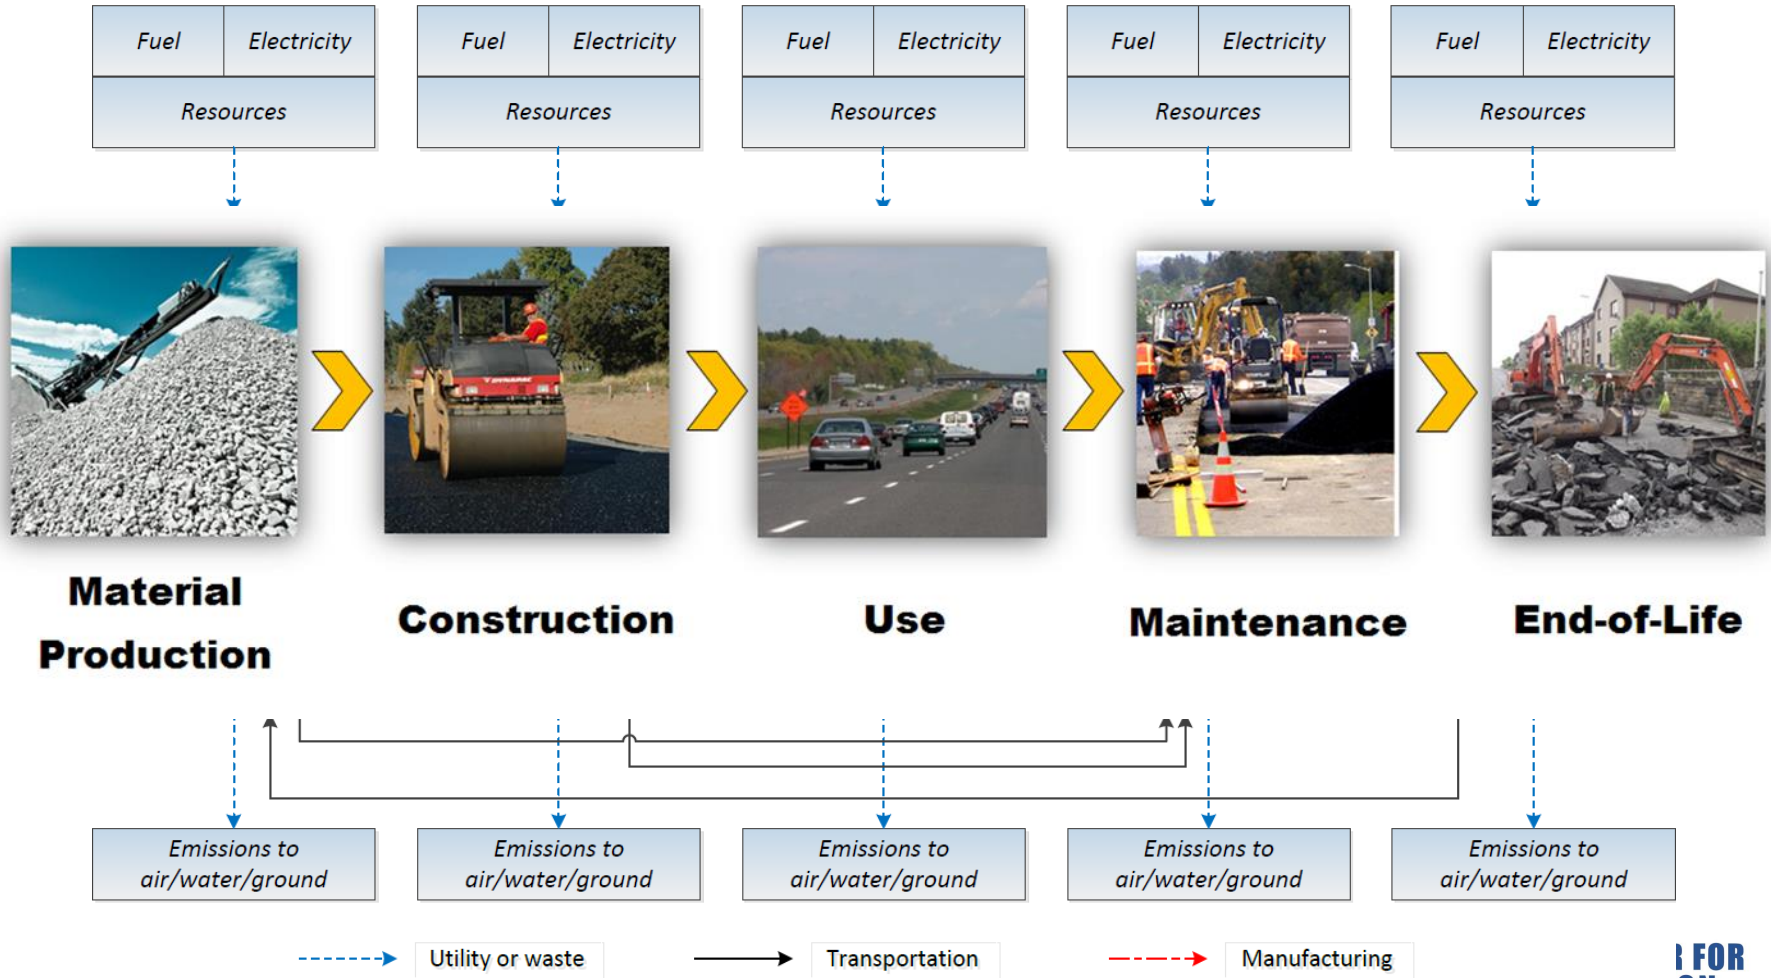 Fuel Electricity Fuel Electricity Fuel Electricity Fuel Electricity Fuel Electricity
Resources Resources Resources Resources Resources
DYNAPAC
Material
Production
Construction
Use
Maintenance
End-of-Life
Emissions to
air/water/ground
Emissions to
air/water/ground
Emissions to
air/water/ground
Emissions to
air/water/ground
Emissions to
air/water/ground
Utility or waste
Transportation
Manufacturing
FOR